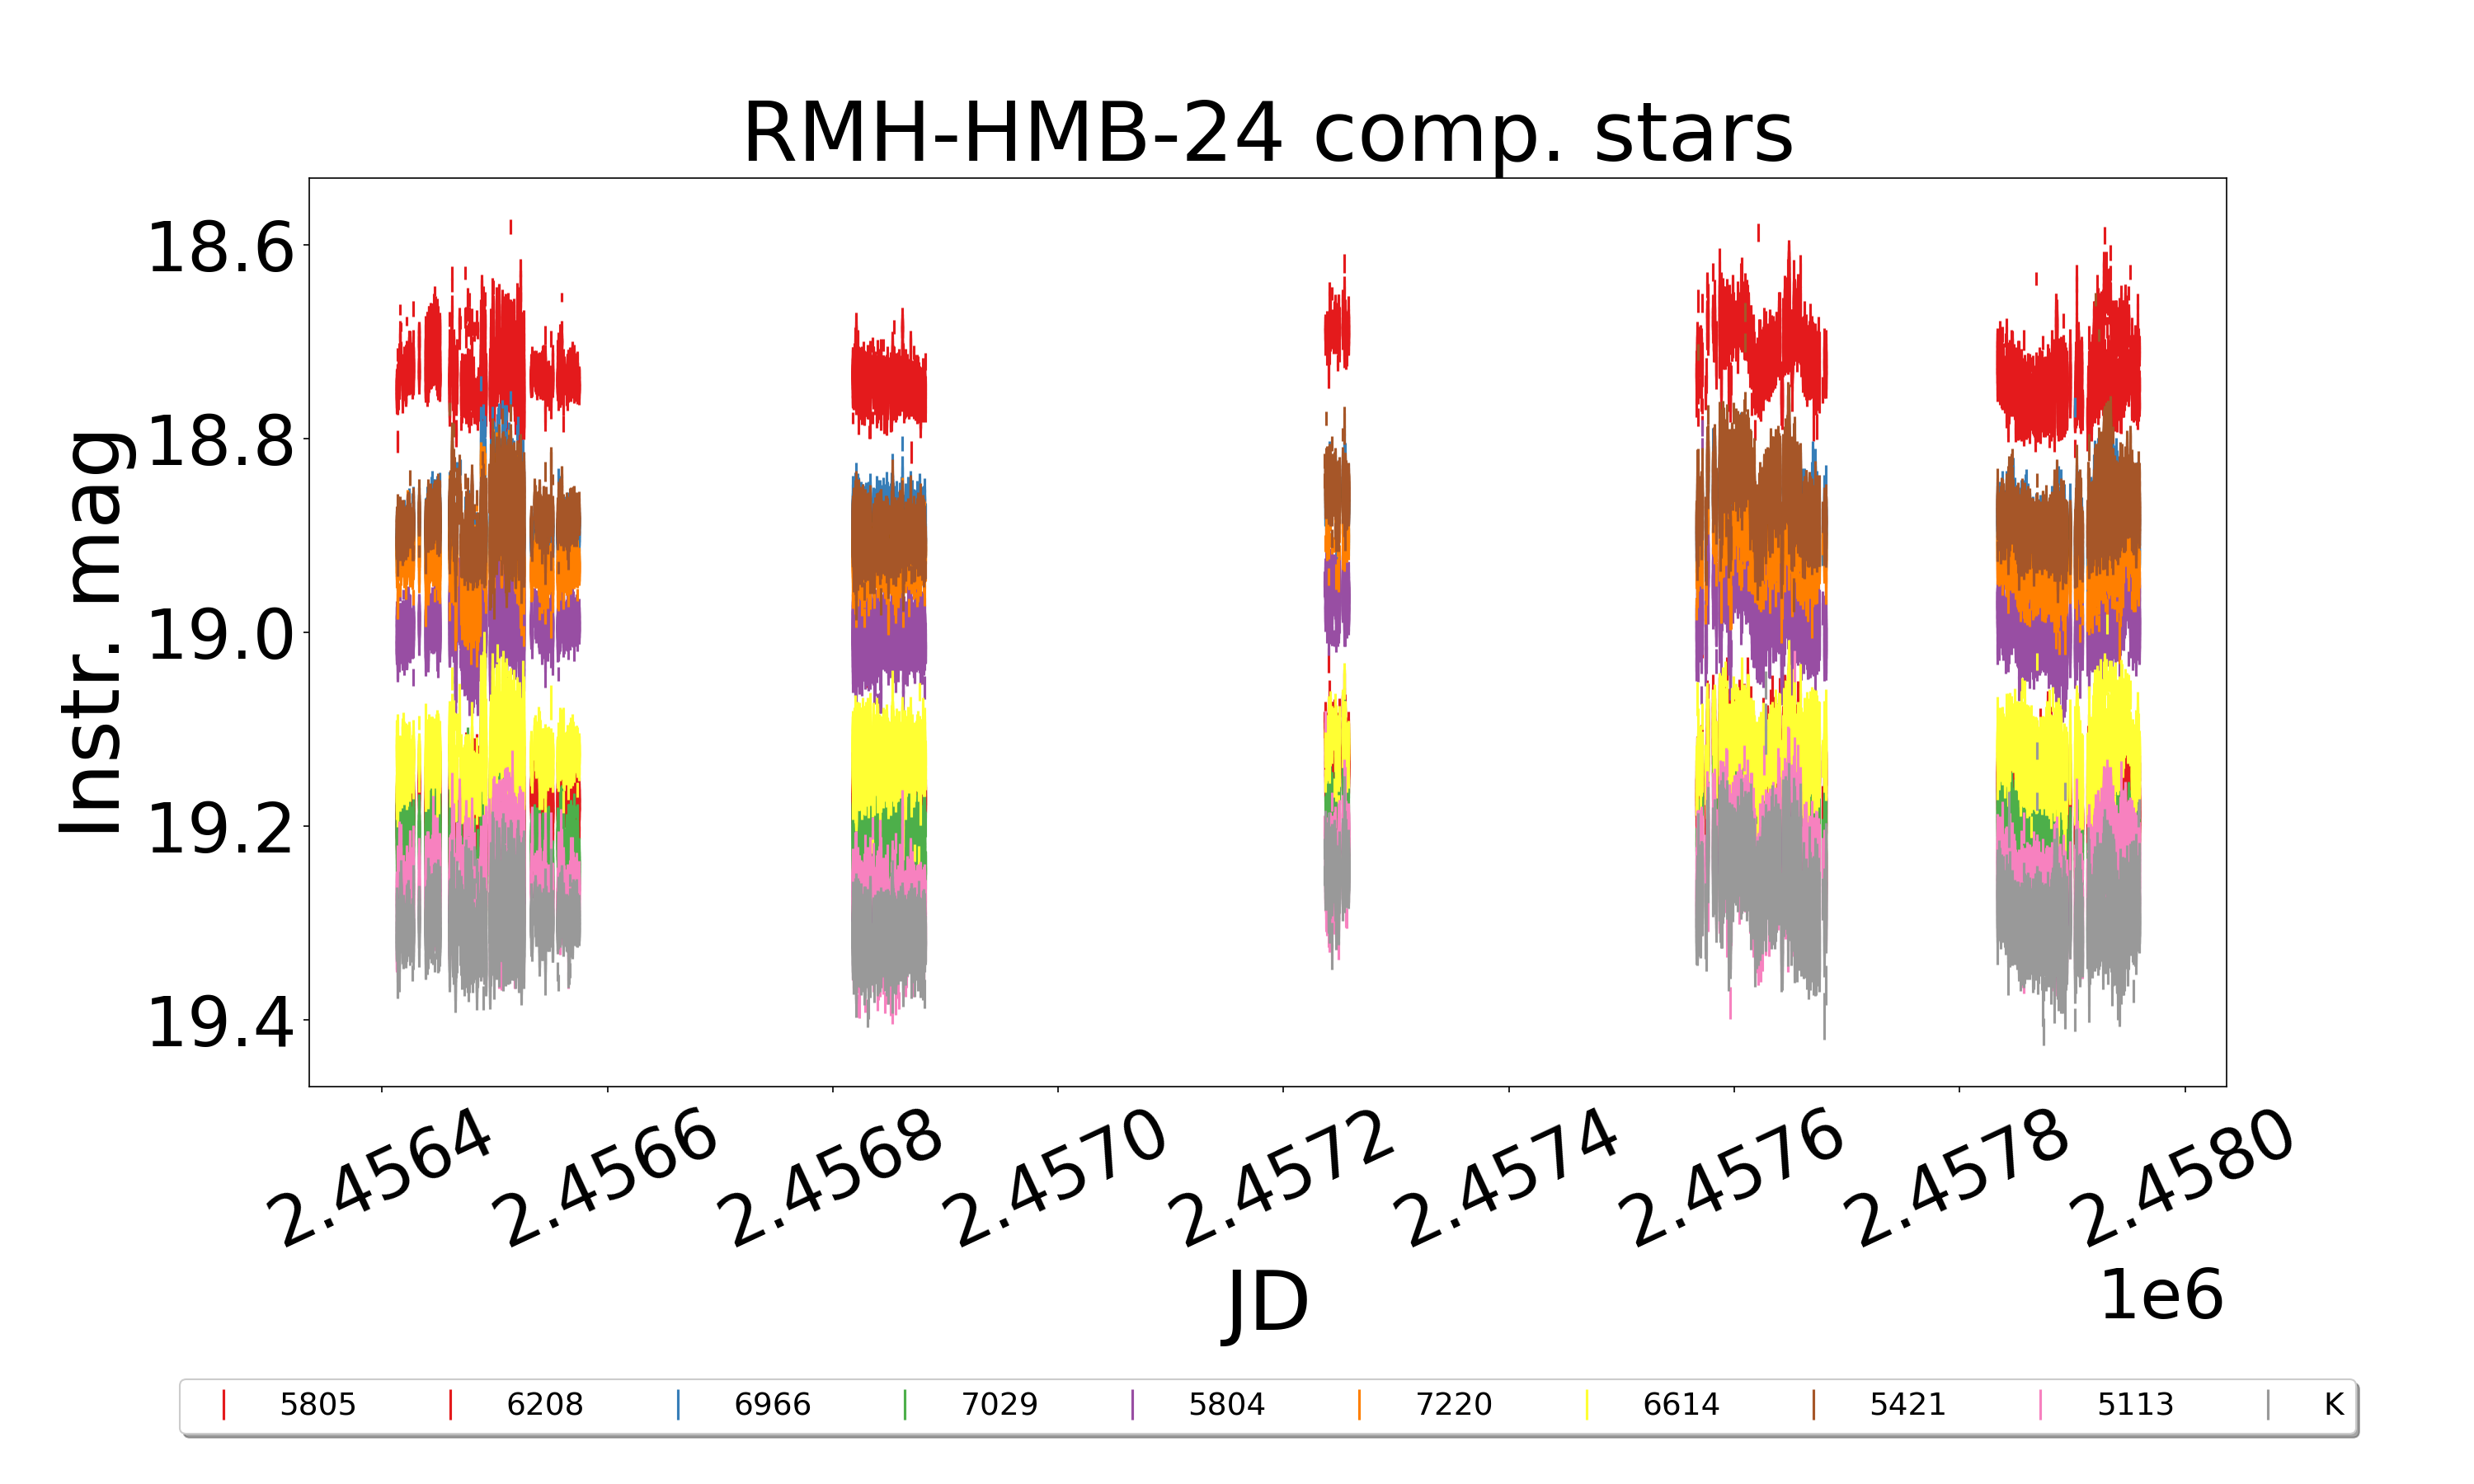 RMH-HMB-24 comp. stars
Instr. mag
18.6
18.8
19.0
19.2
19.4
2.4564 2.4566 2.4568 2.4570 2.4572 2.4574 2.4576 2.4578 2.4580
JD
1e6
5805 6208 6966 7029 5804 7220 6614 5421 5113 K